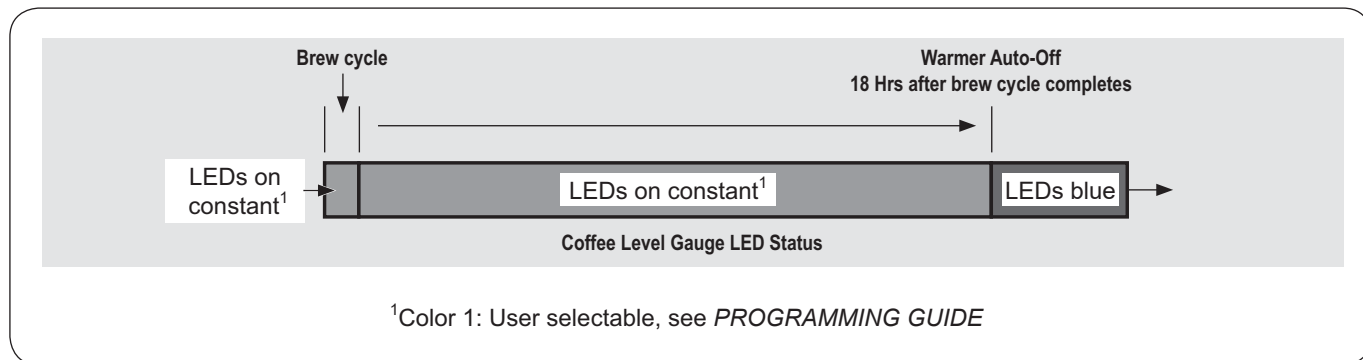 Brew cycle
Warmer Auto-Off
18 Hrs after brew cycle completes
LEDs on
constant¹
LEDs on constant¹
LEDs blue
Coffee Level Gauge LED Status
¹Color 1: User selectable, see PROGRAMMING GUIDE